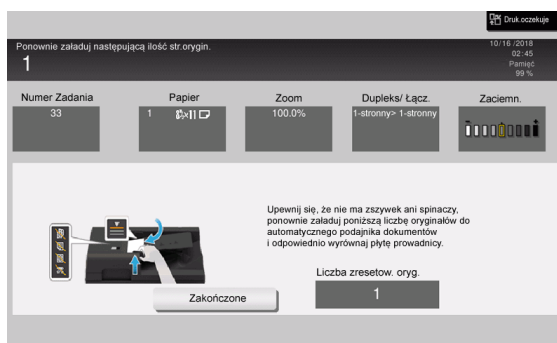 Druk.oczekuje
Ponownie załaduj następującą ilość str.orygin.
1
10/16 /2018
02:45
Pamięć
99 %
Numer Zadania
33
Papier
1 8½×11
Zoom
100.0%
Dupleks/ Łącz.
1-stronny> 1-stronny
Zaciemn.
Upewnij się, że nie ma zszywek ani spinaczy,
ponownie załaduj poniższą liczbę oryginałów do
automatycznego podajnika dokumentów
i odpowiednio wyrównaj płytę prowadnicy.
Liczba zresetow. oryg.
1
Zakończone